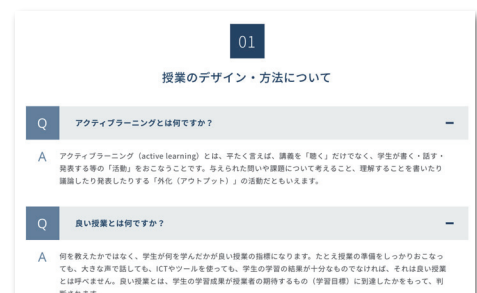 01
授業のデザイン・方法について
Q アクティブラーニングとは何ですか？
A アクティブラーニング（active learning）とは、平たく言えば、講義を「聴く」だけでなく、学生が書く・話す・
発表する等の「活動」をおこなうことです。与えられた問いや課題について考えること、理解することを書いたり
議論したり発表したりする「外化（アウトプット）」の活動だともいえます。
Q 良い授業とは何ですか？
A 何を教えたかではなく、学生が何を学んだかが良い授業の指標になります。たとえ授業の準備をしっかりおこなっ
ても、大きな声で話しても、ICTやツールを使っても、学生の学習の結果が十分なものでなければ、それは良い授業
とは呼べません。良い授業とは、学生の学習成果が授業者の期待するもの（学習目標）に到達したかをもって、判